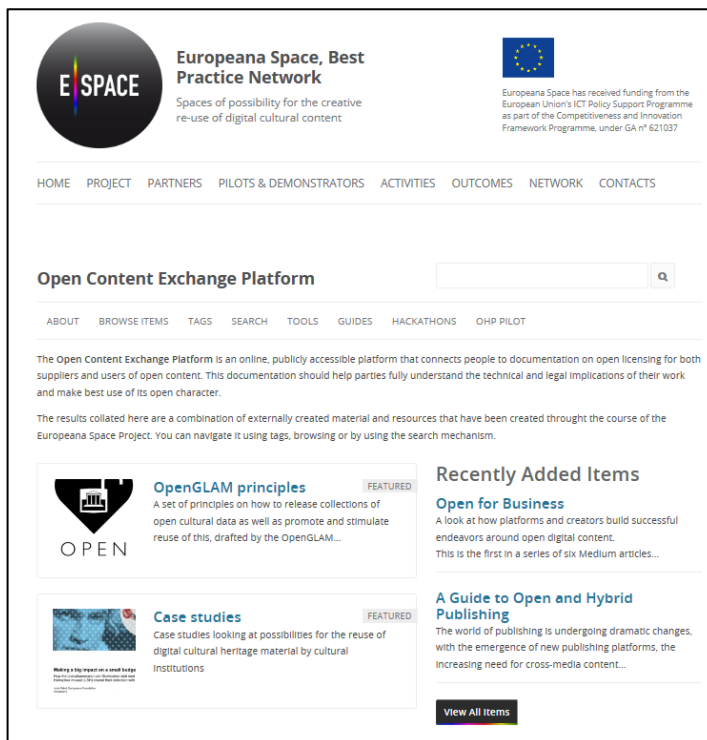 E SPACE
Europeana Space, Best
Practice Network
Spaces of possibility for the creative
re-use of digital cultural content
Europeana Space has received funding from the
European Union's ICT Policy Support Programme
as part of the Competitiveness and Innovation
Framework Programme, under GA n° 621037
HOME PROJECT PARTNERS PILOTS & DEMONSTRATORS ACTIVITIES OUTCOMES NETWORK CONTACTS
Open Content Exchange Platform
ABOUT BROWSE ITEMS TAGS SEARCH TOOLS GUIDES HACKATHONS OHP PILOT
The Open Content Exchange Platform is an online, publicly accessible platform that connects people to documentation on open licensing for both
suppliers and users of open content. This documentation should help parties fully understand the technical and legal implications of their work
and make best use of its open character.
The results collated here are a combination of externally created material and resources that have been created throught the course of the
Europeana Space Project. You can navigate it using tags, browsing or by using the search mechanism.
OPEN
OpenGLAM principles
FEATURED
A set of principles on how to release collections of
open cultural data as well as promote and stimulate
reuse of this, drafted by the OpenGLAM...
Making a big impact on a small budge
Case studies
FEATURED
Case studies looking at possibilities for the reuse of
digital cultural heritage material by cultural
institutions
Recently Added Items
Open for Business
A look at how platforms and creators build successful
endeavors around open digital content.
This is the first in a series of six Medium articles...
A Guide to Open and Hybrid
Publishing
The world of publishing is undergoing dramatic changes,
with the emergence of new publishing platforms, the
increasing need for cross-media content...
View All Items